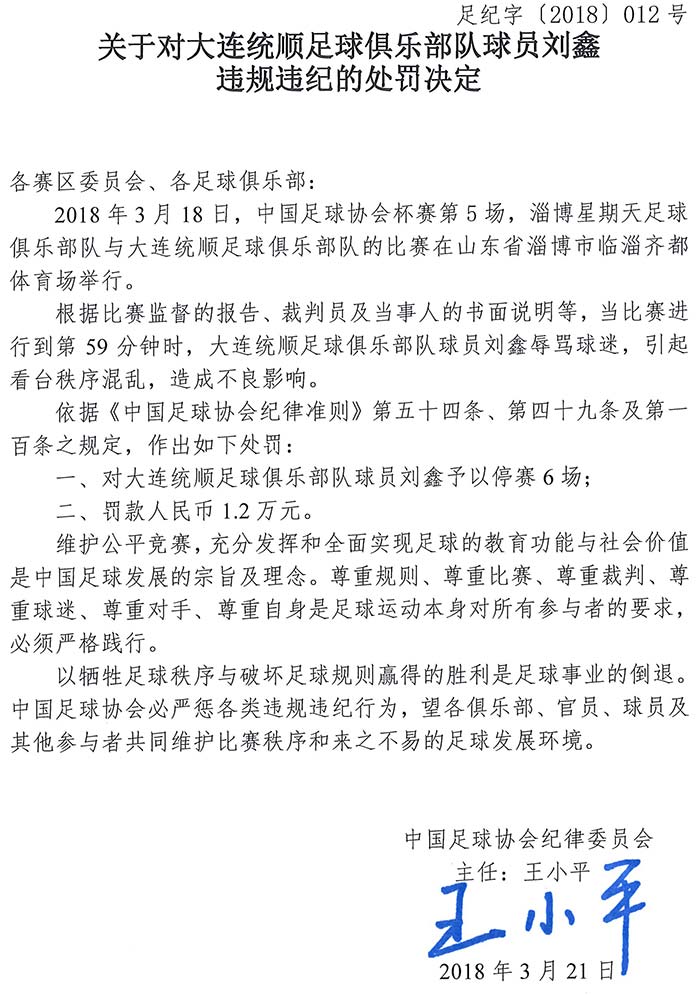 足纪字〔2018〕012号
关于对大连统顺足球俱乐部队球员刘鑫
违规违纪的处罚决定
各赛区委员会、各足球俱乐部：
2018年3月18日，中国足球协会杯赛第5场，淄博星期天足球
俱乐部队与大连统顺足球俱乐部队的比赛在山东省淄博市临淄齐都
体育场举行。
根据比赛监督的报告、裁判员及当事人的书面说明等，当比赛进
行到第59分钟时，大连统顺足球俱乐部队球员刘鑫辱骂球迷，引起
看台秩序混乱，造成不良影响。
依据《中国足球协会纪律准则》第五十四条、第四十九条及第一
百条之规定，作出如下处罚：
一、对大连统顺足球俱乐部队球员刘鑫予以停赛6场；
二、罚款人民币1.2万元。
维护公平竞赛，充分发挥和全面实现足球的教育功能与社会价值
是中国足球发展的宗旨及理念。尊重规则、尊重比赛、尊重裁判、尊
重球迷、尊重对手、尊重自身是足球运动本身对所有参与者的要求，
必须严格践行。
以牺牲足球秩序与破坏足球规则赢得的胜利是足球事业的倒退。
中国足球协会必严惩各类违规违纪行为，望各俱乐部、官员、球员及
其他参与者共同维护比赛秩序和来之不易的足球发展环境。
中国足球协会纪律委员会
主任：王小平
王小平
2018年3月21日